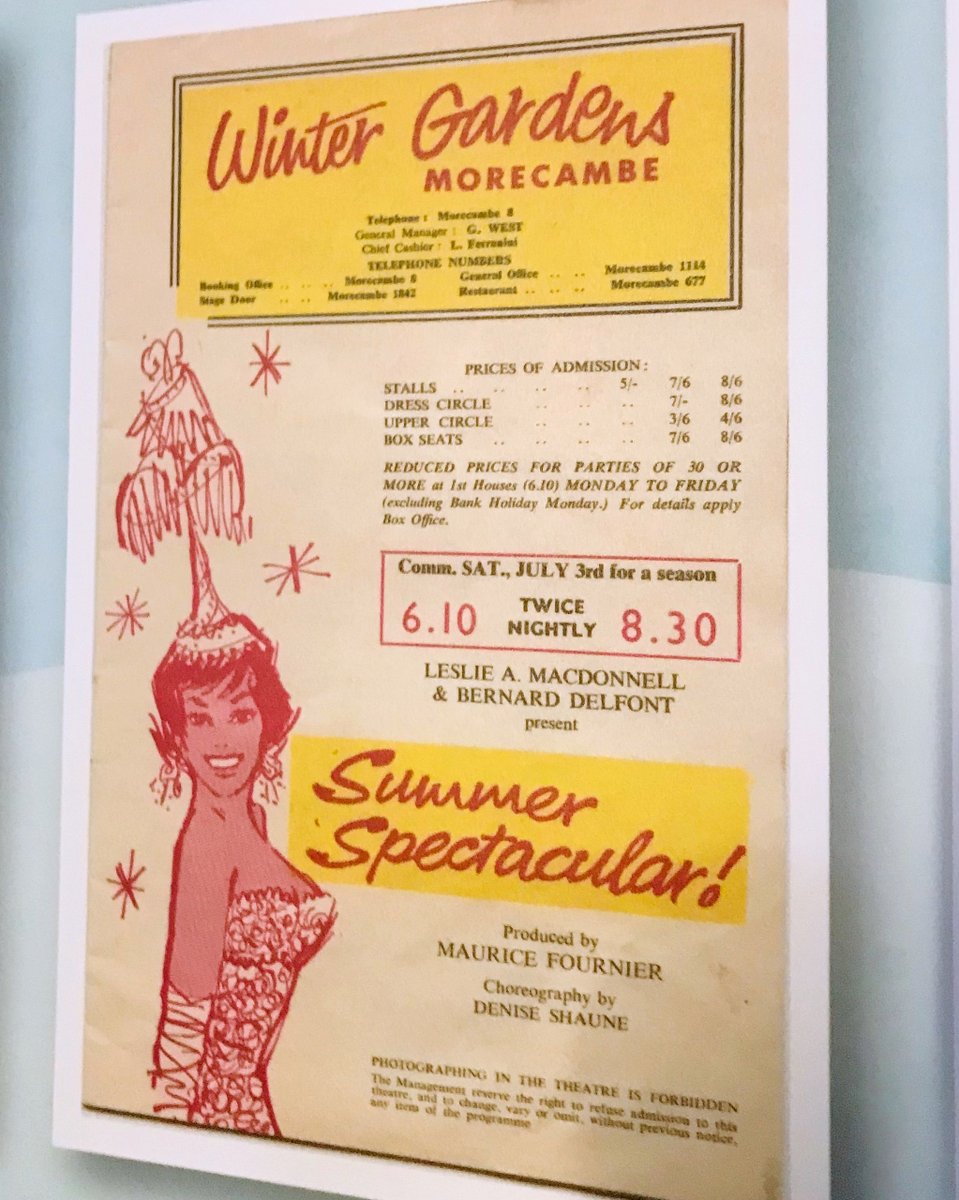 Winter Gardens
MORECAMBE
Telephone : Morecambe 8
General Manager : G. WEST
Chief Cashier : L. Ferranini
TELEPHONE NUMBERS
Booking Office .. .. .. Morecambe 8 General Office .. .. Morecambe 1114
Stage Door .. .. Morecambe 1842 Restaurant .. .. .. Morecambe 677
PRICES OF ADMISSION :
STALLS .. .. .. .. 5/- 7/6 8/6
DRESS CIRCLE .. .. .. 7/- 8/6
UPPER CIRCLE .. .. .. 3/6 4/6
BOX SEATS .. .. .. .. 7/6 8/6
REDUCED PRICES FOR PARTIES OF 30 OR
MORE at 1st Houses (6.10) MONDAY TO FRIDAY
(excluding Bank Holiday Monday.) For details apply
Box Office.
Comm. SAT., JULY 3rd for a season
6.10 TWICE NIGHTLY 8.30
LESLIE A. MACDONNELL
& BERNARD DELFONT
present
Summer
Spectacular!
Produced by
MAURICE FOURNIER
Choreography by
DENISE SHAUNE
PHOTOGRAPHING IN THE THEATRE IS FORBIDDEN
The Management reserve the right to refuse admission to this
theatre, and to change, vary or omit, without previous notice,
any item of the programme